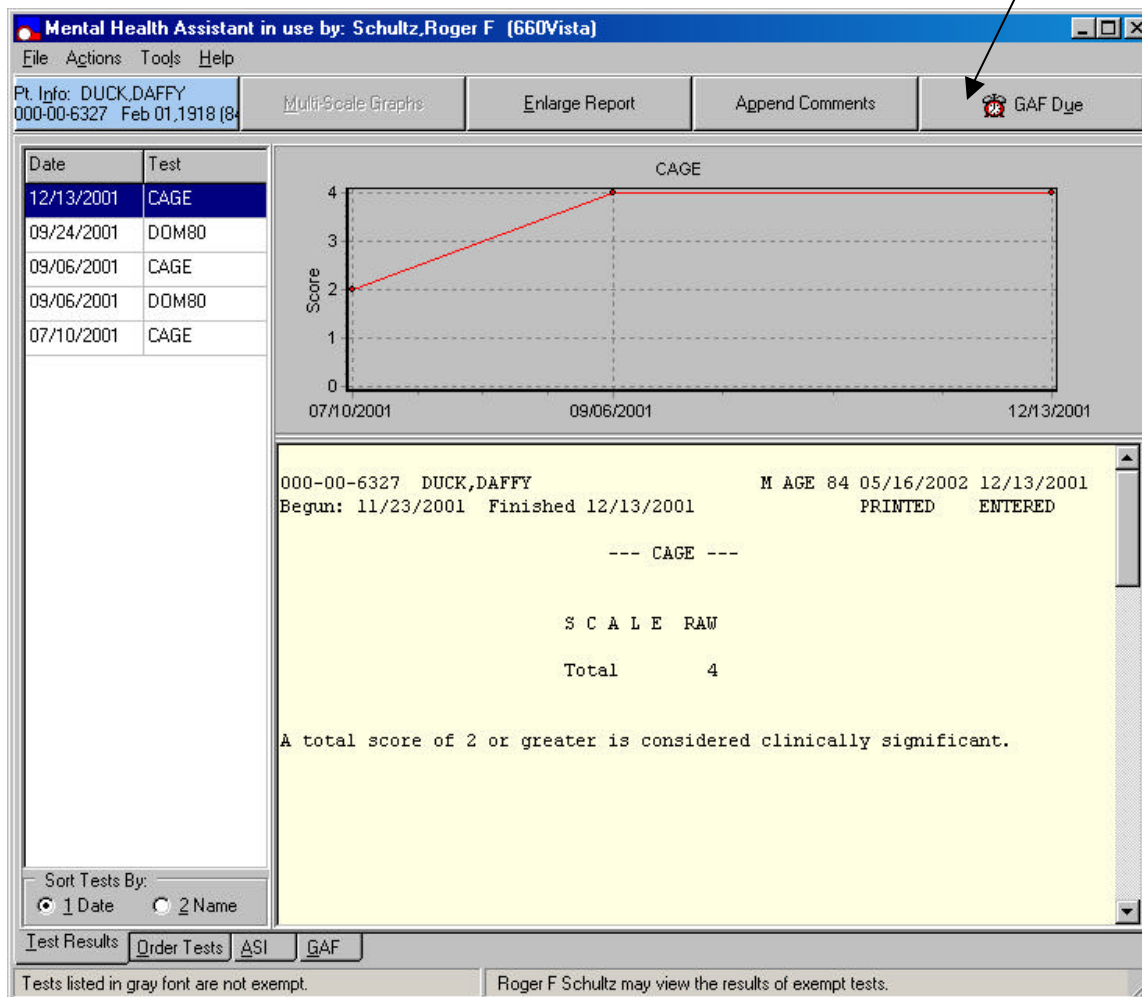 Mental Health Assistant in use by: Schultz,Roger F (660Vista)
File Actions Tools Help
Pt. Info: DUCK,DAFFY
000-00-6327 Feb 01,1918 (84
Multi-Scale Graphs
Enlarge Report
Append Comments
GAF Due
Date Test
12/13/2001 CAGE
09/24/2001 DOM80
09/06/2001 CAGE
09/06/2001 DOM80
07/10/2001 CAGE
Sort Tests By:
1 Date 2 Name
CAGE
Score
4
3
2
1
0
07/10/2001 09/06/2001 12/13/2001
000-00-6327 DUCK,DAFFY M AGE 84 05/16/2002 12/13/2001
Begun: 11/23/2001 Finished 12/13/2001 PRINTED ENTERED
--- CAGE ---
S C A L E RAW
Total 4
A total score of 2 or greater is considered clinically significant.
Test Results Order Tests ASI GAF
Tests listed in gray font are not exempt.
Roger F Schultz may view the results of exempt tests.